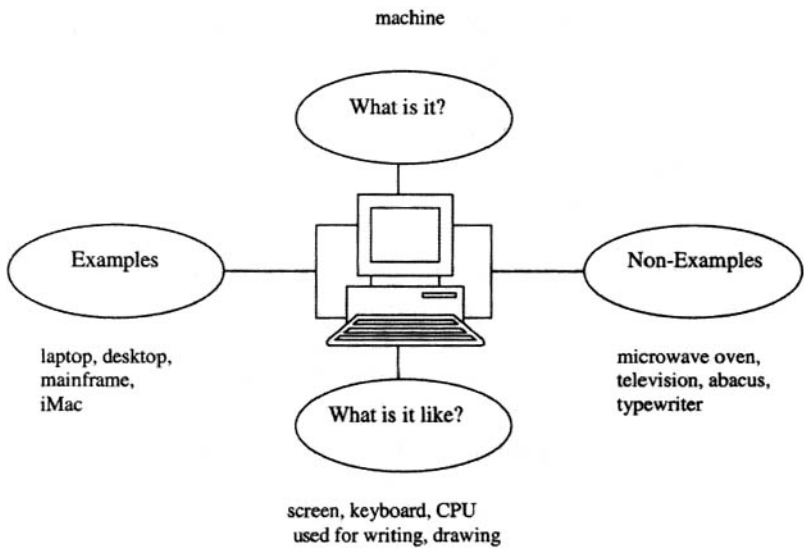 machine
What is it?
Examples
Non-Examples
laptop, desktop,
mainframe,
iMac
microwave oven,
television, abacus,
typewriter
What is it like?
screen, keyboard, CPU
used for writing, drawing